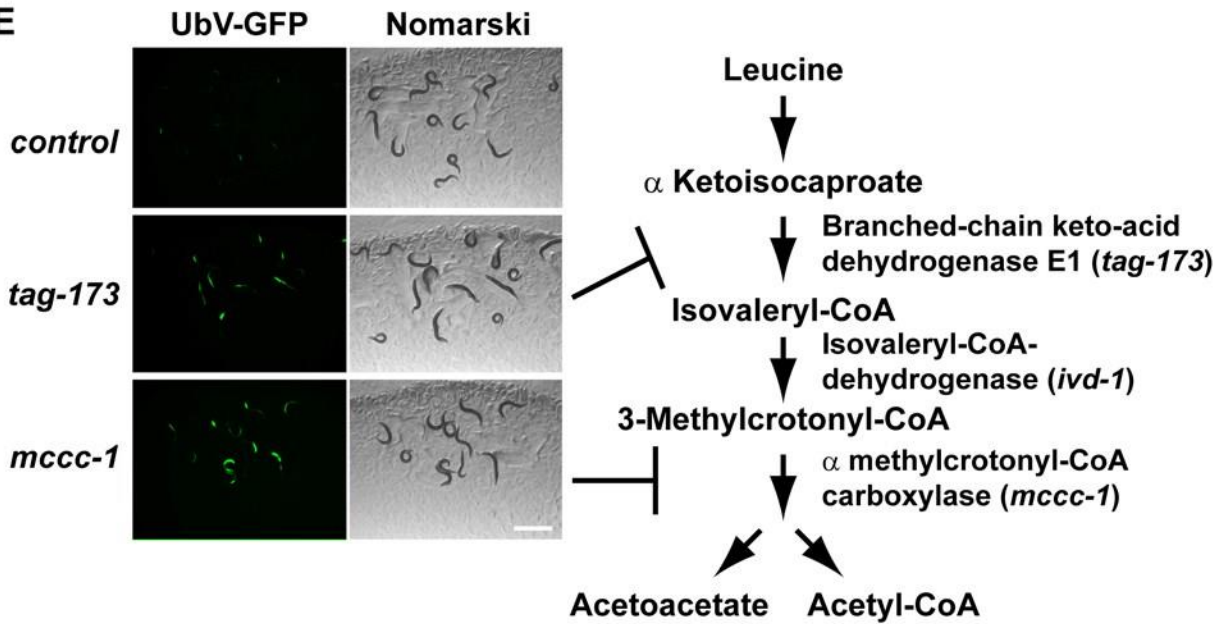 E
UbV-GFP
Nomarski
control
tag-173
mccc-1
Leucine
α Ketoisocaproate
Branched-chain keto-acid
dehydrogenase E1 (tag-173)
Isovaleryl-CoA
Isovaleryl-CoA-
dehydrogenase (ivd-1)
3-Methylcrotonyl-CoA
α methylcrotonyl-CoA
carboxylase (mccc-1)
Acetoacetate
Acetyl-CoA